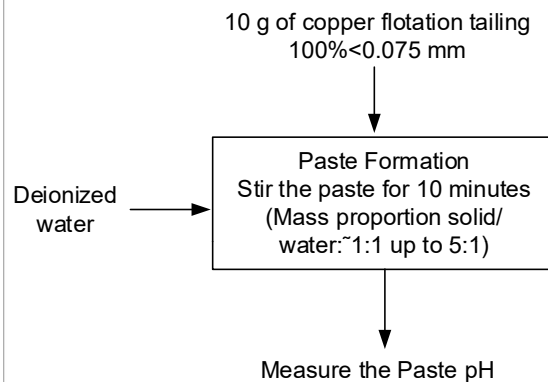 10 g of copper flotation tailing
100%<0.075 mm
Paste Formation
Stir the paste for 10 minutes
(Mass proportion solid/
water:~1:1 up to 5:1)
Deionized
water
Measure the Paste pH